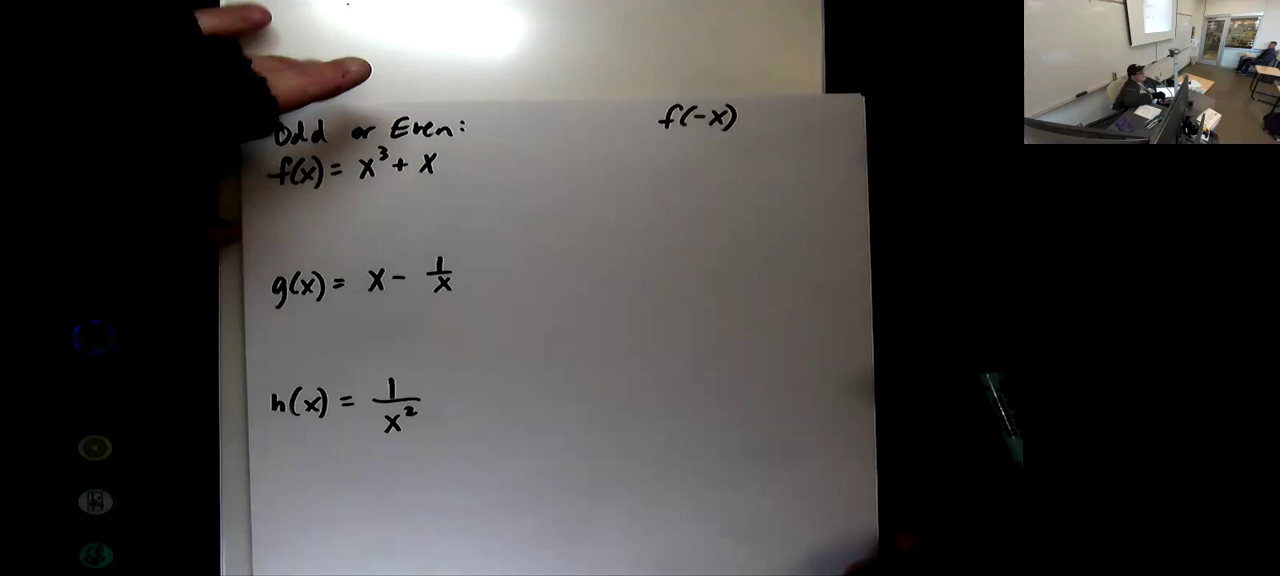 Odd or Even:
f(-x)
f(x) = x³ + x
g(x) = x - 1/x
h(x) = 1/x²